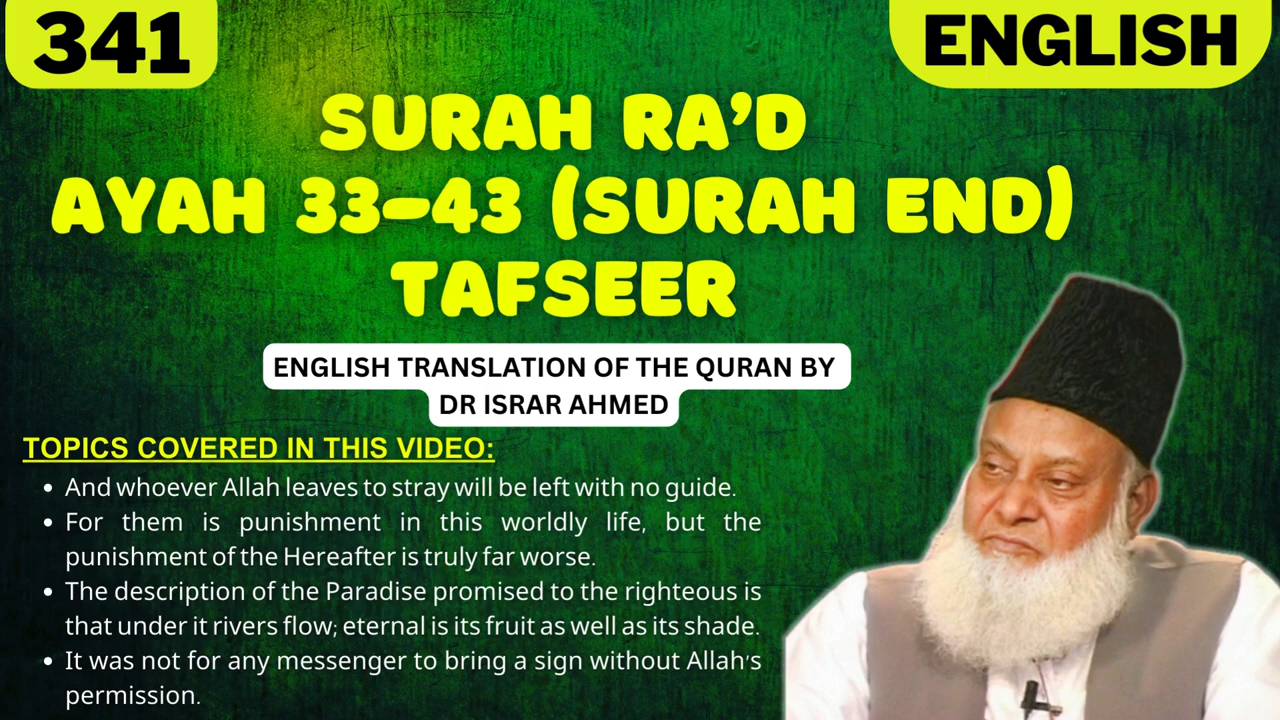 341
ENGLISH
SURAH RA’D
AYAH 33–43 (SURAH END)
TAFSEER
ENGLISH TRANSLATION OF THE QURAN BY
DR ISRAR AHMED
TOPICS COVERED IN THIS VIDEO:
• And whoever Allah leaves to stray will be left with no guide.
• For them is punishment in this worldly life, but the
punishment of the Hereafter is truly far worse.
• The description of the Paradise promised to the righteous is
that under it rivers flow; eternal is its fruit as well as its shade.
• It was not for any messenger to bring a sign without Allah's
permission.